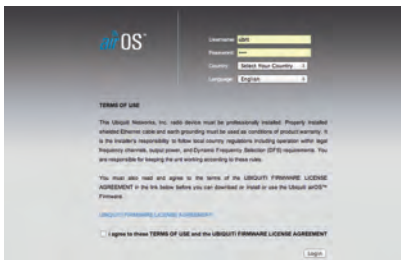 airOS™
Username: ubnt
Password: ••••
Country: Select Your Country
Language: English
TERMS OF USE
This Ubiquiti Networks, Inc. radio device must be professionally installed. Properly installed
shielded Ethernet cable and earth grounding must be used as conditions of product warranty. It
is the installer's responsibility to follow local country regulations including operation within legal
frequency channels, output power, and Dynamic Frequency Selection (DFS) requirements. You
are responsible for keeping the unit working according to these rules.
You must also read and agree to the terms of the UBIQUITI FIRMWARE LICENSE
AGREEMENT in the link below before you can download or install or use the Ubiquiti airOS™
Firmware.
UBIQUITI FIRMWARE LICENSE AGREEMENT
I agree to these TERMS OF USE and the UBIQUITI FIRMWARE LICENSE AGREEMENT
Login